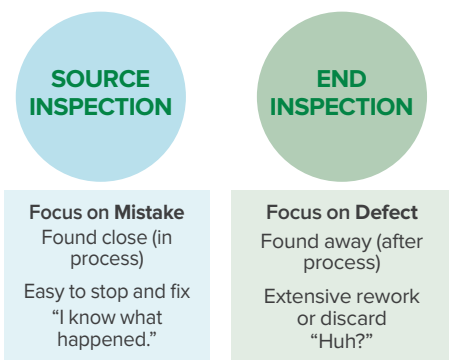 SOURCE
INSPECTION
Focus on Mistake
Found close (in
process)
Easy to stop and fix
“I know what
happened.”
END
INSPECTION
Focus on Defect
Found away (after
process)
Extensive rework
or discard
“Huh?”